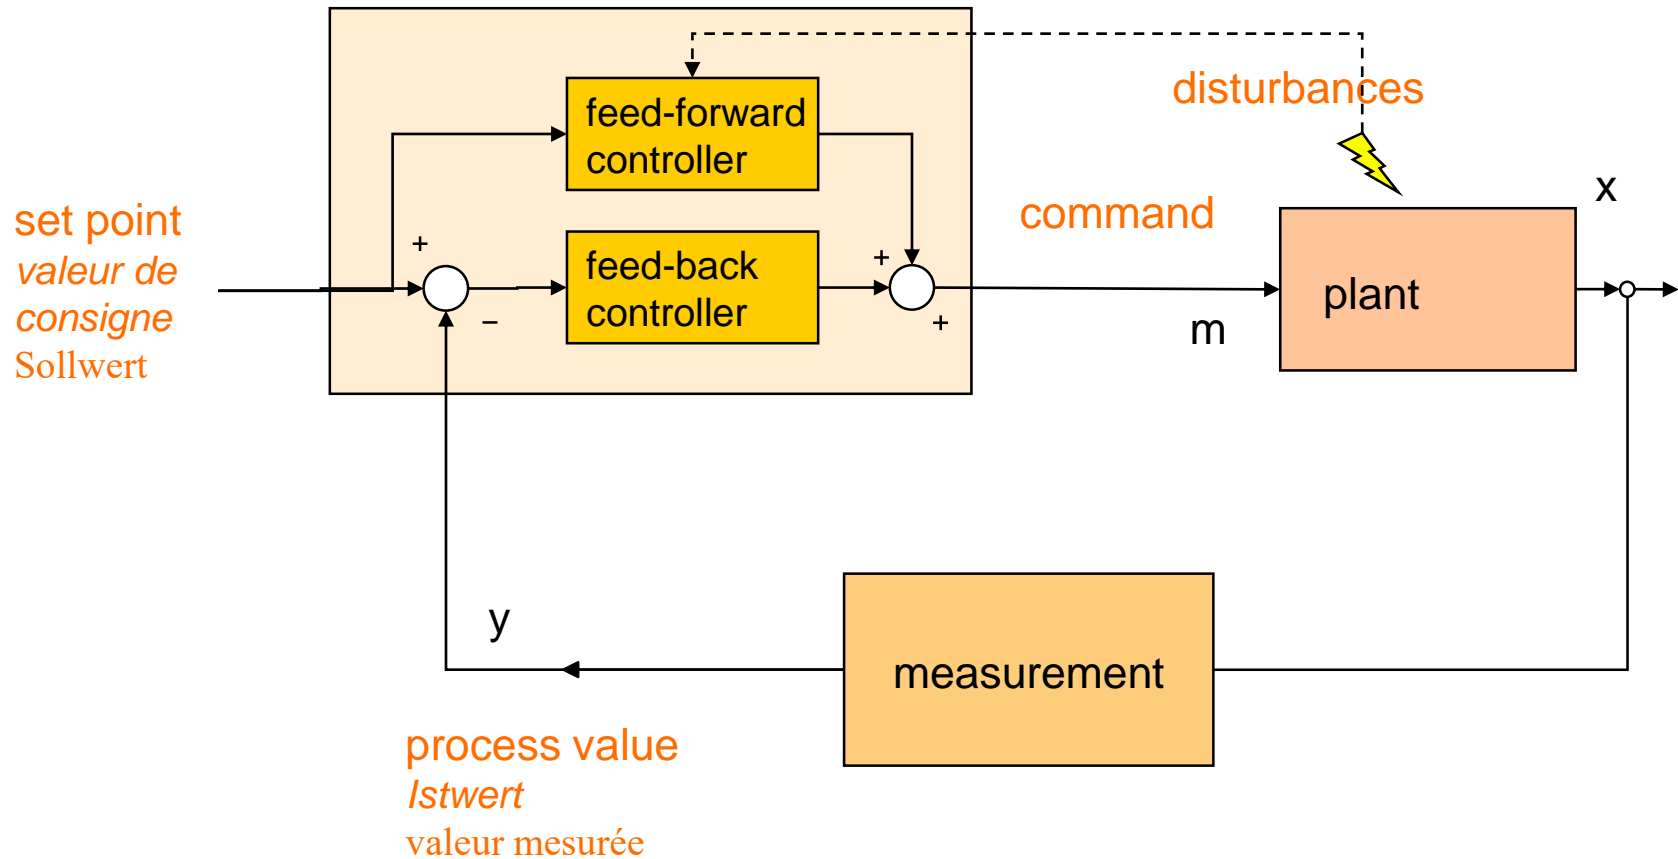 disturbances
feed-forward
controller
x
set point
valeur de
consigne
Sollwert
command
+
feed-back
controller
+
−
+
m
plant
y
measurement
process value
Istwert
valeur mesurée